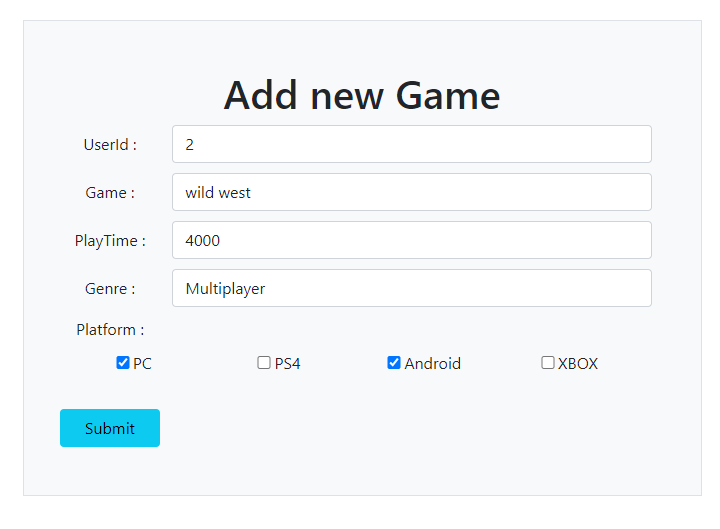 Add new Game
UserId : 2
Game : wild west
PlayTime : 4000
Genre : Multiplayer
Platform :
PC PS4 Android XBOX
Submit